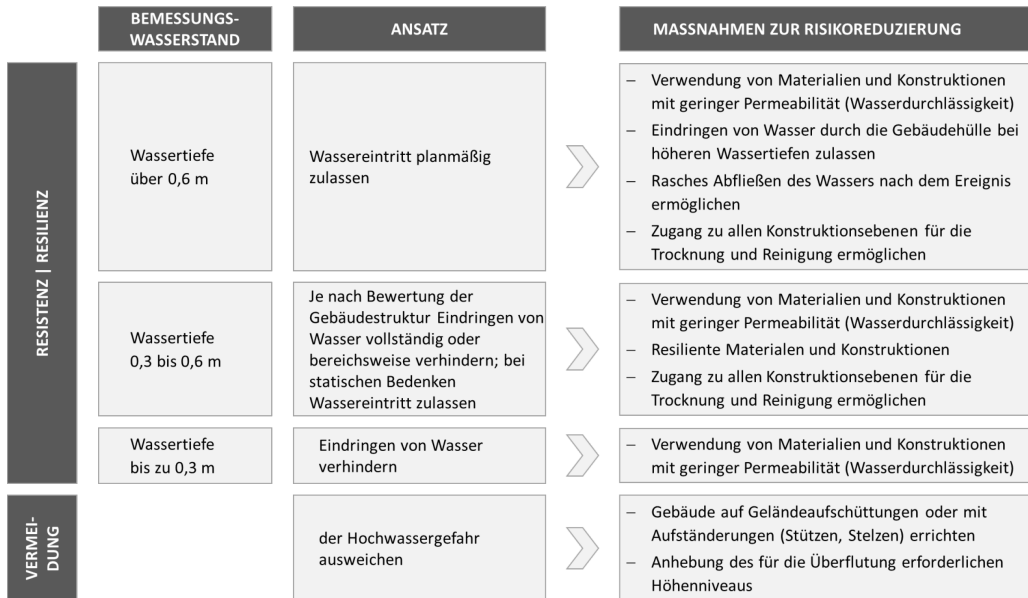 BEMESSUNGS-
WASSERSTAND
ANSATZ
MASSNAHMEN ZUR RISIKOREDUZIERUNG
RESISTENZ | RESILIENZ
Wassertiefe
über 0,6 m
Wassereintritt planmäßig
zulassen
– Verwendung von Materialien und Konstruktionen
mit geringer Permeabilität (Wasserdurchlässigkeit)
– Eindringen von Wasser durch die Gebäudehülle bei
höheren Wassertiefen zulassen
– Rasches Abfließen des Wassers nach dem Ereignis
ermöglichen
– Zugang zu allen Konstruktionsebenen für die
Trocknung und Reinigung ermöglichen
Wassertiefe
0,3 bis 0,6 m
Je nach Bewertung der
Gebäudestruktur Eindringen von
Wasser vollständig oder
bereichsweise verhindern; bei
statischen Bedenken
Wassereintritt zulassen
– Verwendung von Materialien und Konstruktionen
mit geringer Permeabilität (Wasserdurchlässigkeit)
– Resiliente Materialen und Konstruktionen
– Zugang zu allen Konstruktionsebenen für die
Trocknung und Reinigung ermöglichen
Wassertiefe
bis zu 0,3 m
Eindringen von Wasser
verhindern
– Verwendung von Materialien und Konstruktionen
mit geringer Permeabilität (Wasserdurchlässigkeit)
VERMEI-
DUNG
der Hochwassergefahr
ausweichen
– Gebäude auf Geländeaufschüttungen oder mit
Aufständerungen (Stützen, Stelzen) errichten
– Anhebung des für die Überflutung erforderlichen
Höhenniveaus